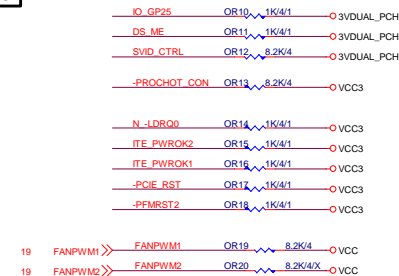 IO_GP25 OR10 1K/4/1 3VDUAL_PCH
DS_ME OR11 1K/4/1 3VDUAL_PCH
SVID_CTRL OR12 8.2K/4 3VDUAL_PCH
-PROCHOT_CON OR13 8.2K/4 VCC3
N_-LDRQ0 OR14 1K/4/1 VCC3
ITE_PWROK2 OR15 1K/4/1 VCC3
ITE_PWROK1 OR16 1K/4/1 VCC3
-PCIE_RST OR17 1K/4/1 VCC3
-PFMRST2 OR18 1K/4/1 VCC3
19 FANPWM1 FANPWM1 OR19 8.2K/4 VCC
19 FANPWM2 FANPWM2 OR20 8.2K/4/X VCC